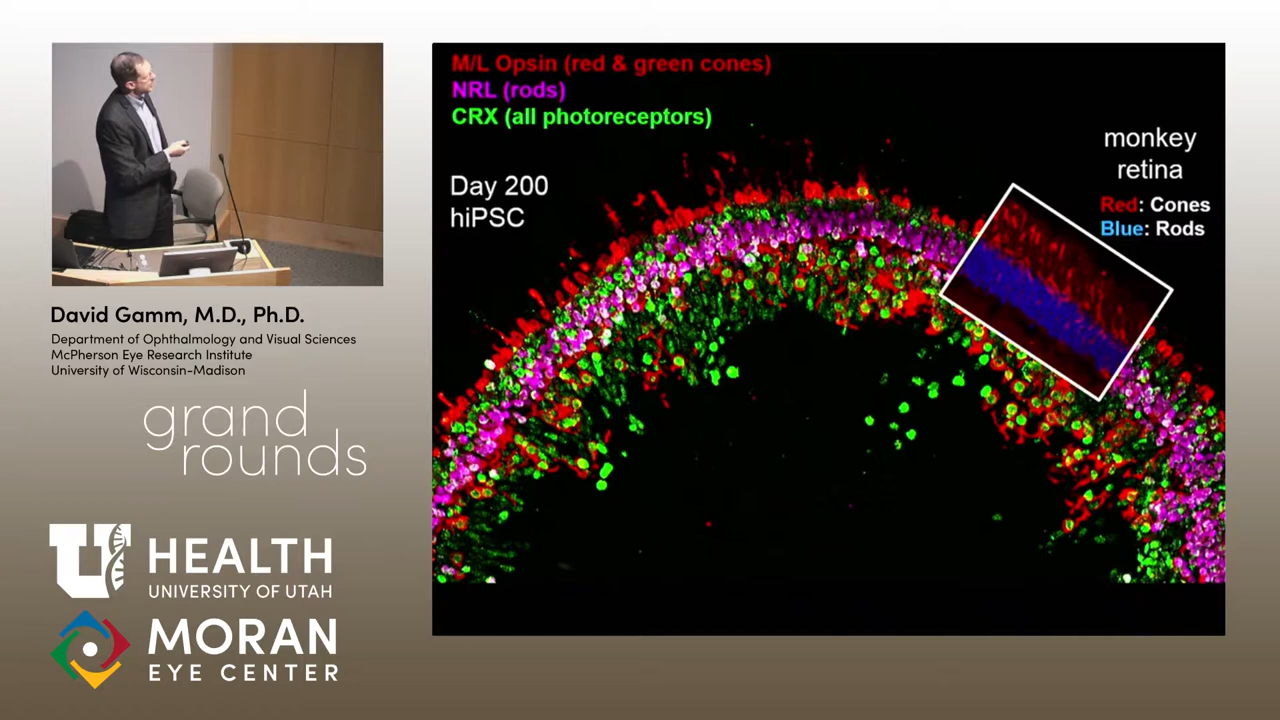 M/L Opsin (red & green cones)
NRL (rods)
CRX (all photoreceptors)
Day 200
hiPSC
monkey
retina
Red: Cones
Blue: Rods
David Gamm, M.D., Ph.D.
Department of Ophthalmology and Visual Sciences
McPherson Eye Research Institute
University of Wisconsin-Madison
grand
rounds
U HEALTH
UNIVERSITY OF UTAH
MORAN
EYE CENTER